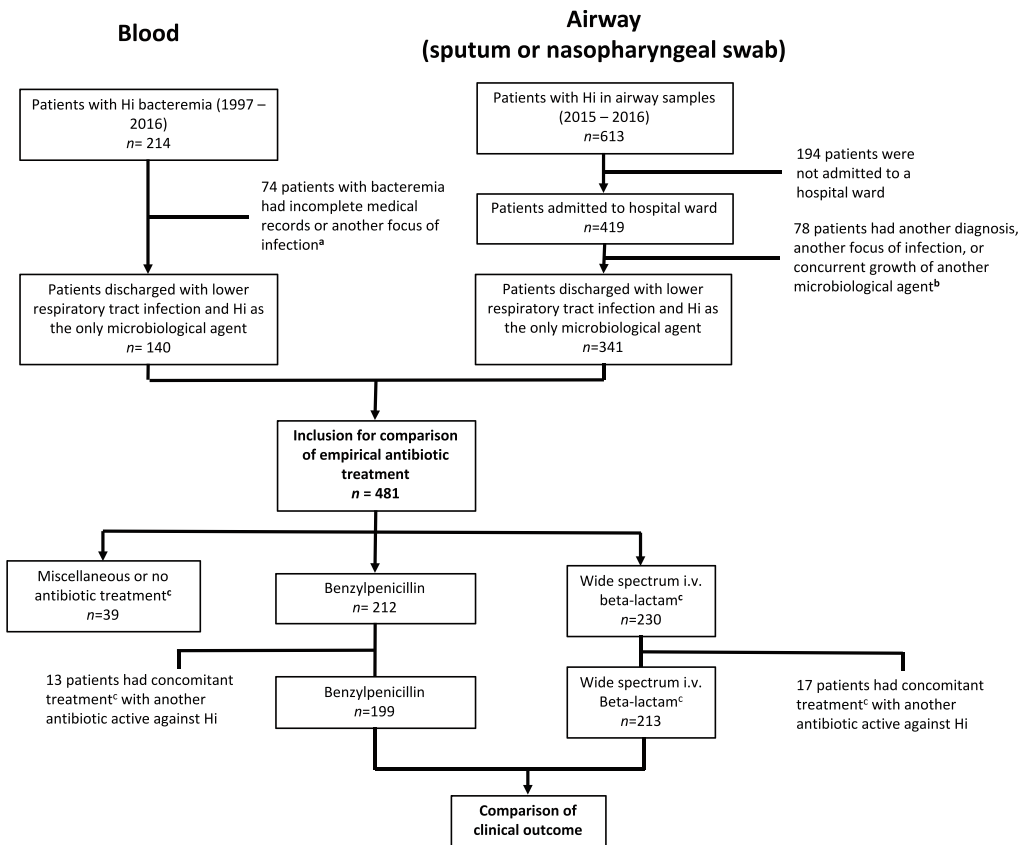 Blood
Airway
(sputum or nasopharyngeal swab)
Patients with Hi bacteremia (1997 –
2016)
n= 214
Patients with Hi in airway samples
(2015 – 2016)
n=613
194 patients were
not admitted to a
hospital ward
74 patients with bacteremia
had incomplete medical
records or another focus of
infectionᵃ
Patients admitted to hospital ward
n=419
78 patients had another diagnosis,
another focus of infection, or
concurrent growth of another
microbiological agentᵇ
Patients discharged with lower
respiratory tract infection and Hi as
the only microbiological agent
n= 140
Patients discharged with lower
respiratory tract infection and Hi as
the only microbiological agent
n=341
Inclusion for comparison
of empirical antibiotic
treatment
n = 481
Miscellaneous or no
antibiotic treatmentᶜ
n=39
Benzylpenicillin
n= 212
Wide spectrum i.v.
beta-lactamᶜ
n=230
13 patients had concomitant
treatmentᶜ with another
antibiotic active against Hi
Benzylpenicillin
n=199
Wide spectrum i.v.
Beta-lactamᶜ
n=213
17 patients had concomitant
treatmentᶜ with another
antibiotic active against Hi
Comparison of
clinical outcome